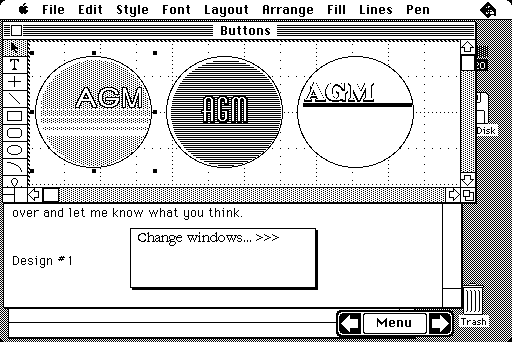 File Edit Style Font Layout Arrange Fill Lines Pen
Buttons
T
AGM AGM AGM
Disk
over and let me know what you think.
Change windows... >>>
Design #1
Trash
Menu